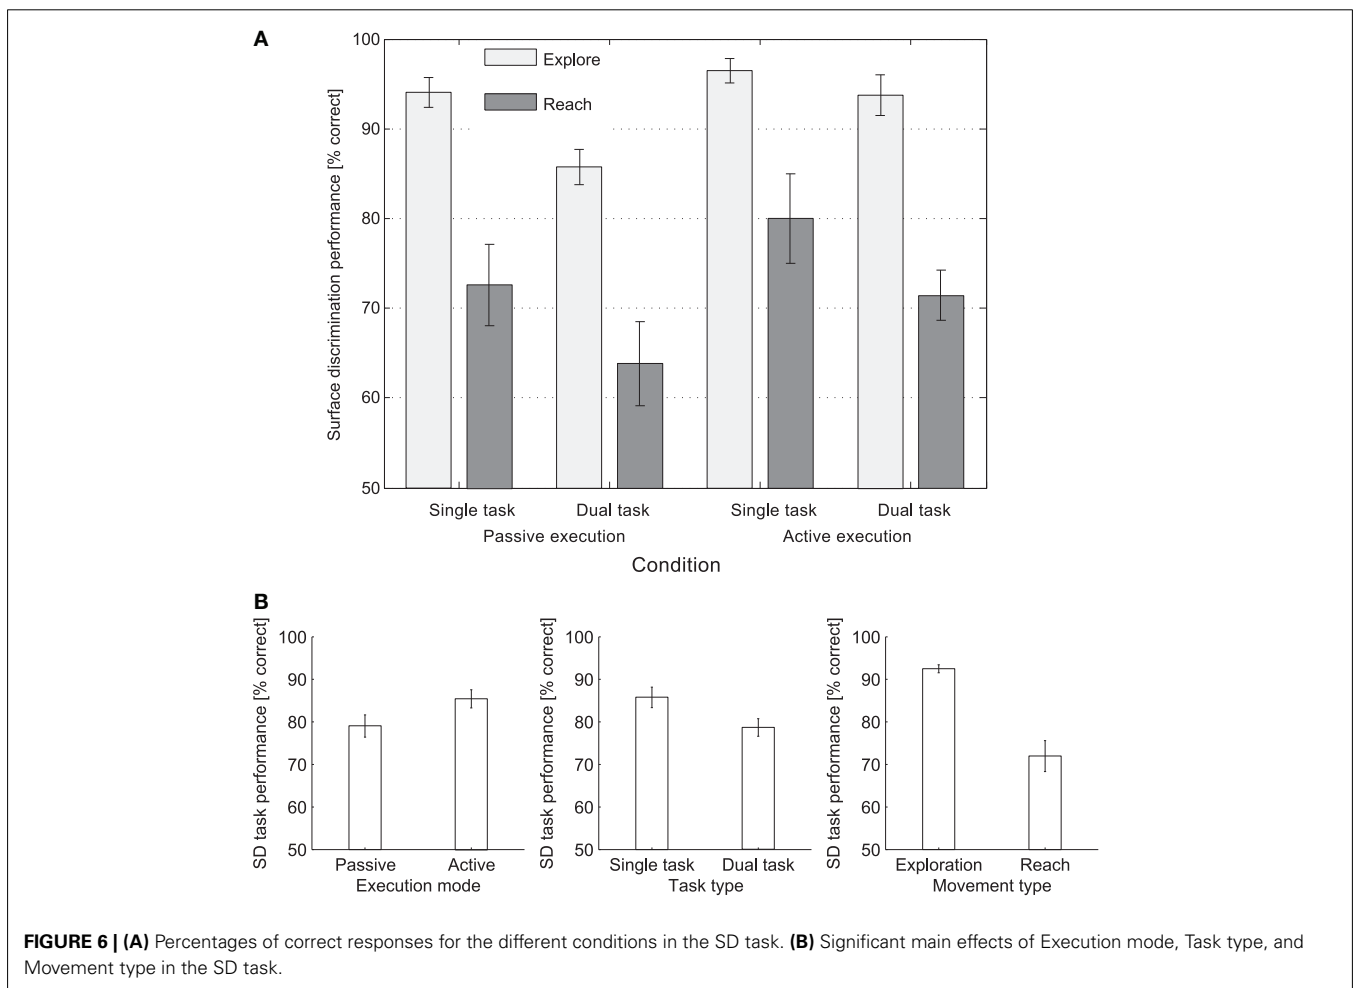 A
Surface discrimination performance [% correct]
100
90
80
70
60
50
Explore
Reach
Single task Dual task Single task Dual task
Passive execution Active execution
Condition
B
SD task performance [% correct]
100
90
80
70
60
50
Passive Active
Execution mode
SD task performance [% correct]
100
90
80
70
60
50
Single task Dual task
Task type
SD task performance [% correct]
100
90
80
70
60
50
Exploration Reach
Movement type
FIGURE 6 | (A) Percentages of correct responses for the different conditions in the SD task. (B) Significant main effects of Execution mode, Task type, and
Movement type in the SD task.